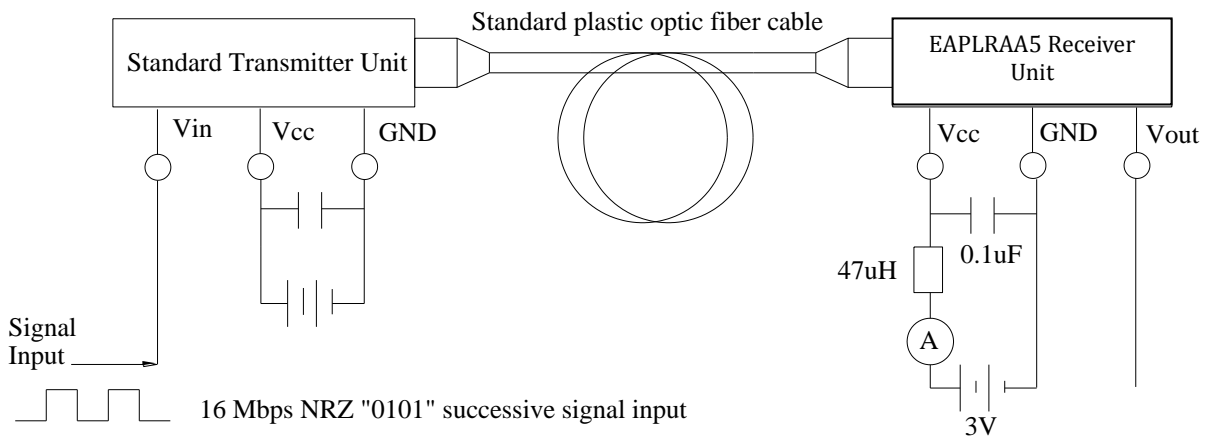 Standard plastic optic fiber cable
Standard Transmitter Unit
EAPLRAA5 Receiver
Unit
Vin
Vcc
GND
Vcc
GND
Vout
0.1uF
47uH
A
Signal
Input
16 Mbps NRZ "0101" successive signal input
3V